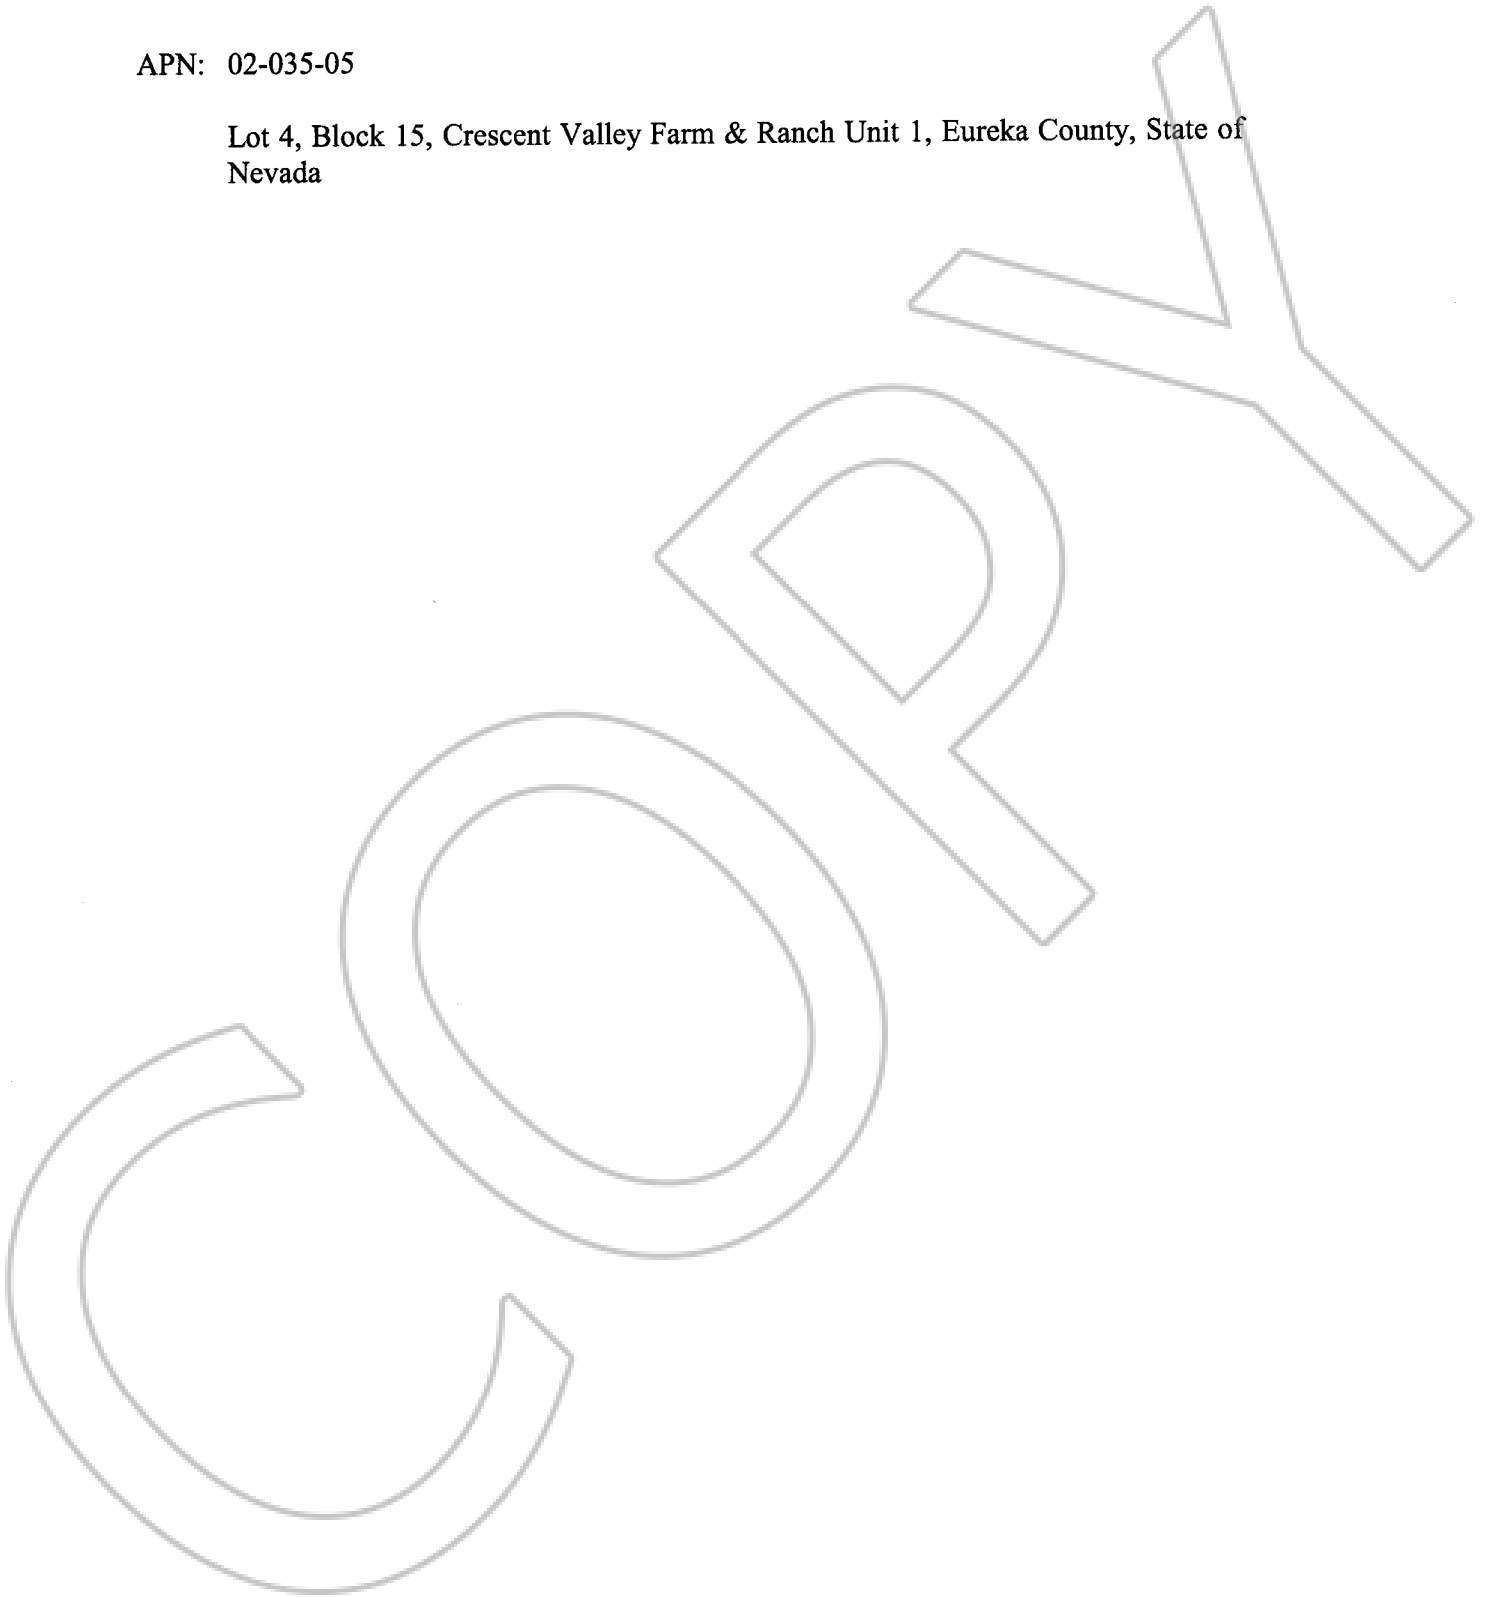 APN: 02-035-05
Lot 4, Block 15, Crescent Valley Farm & Ranch Unit 1, Eureka County, State of
Nevada
COPY